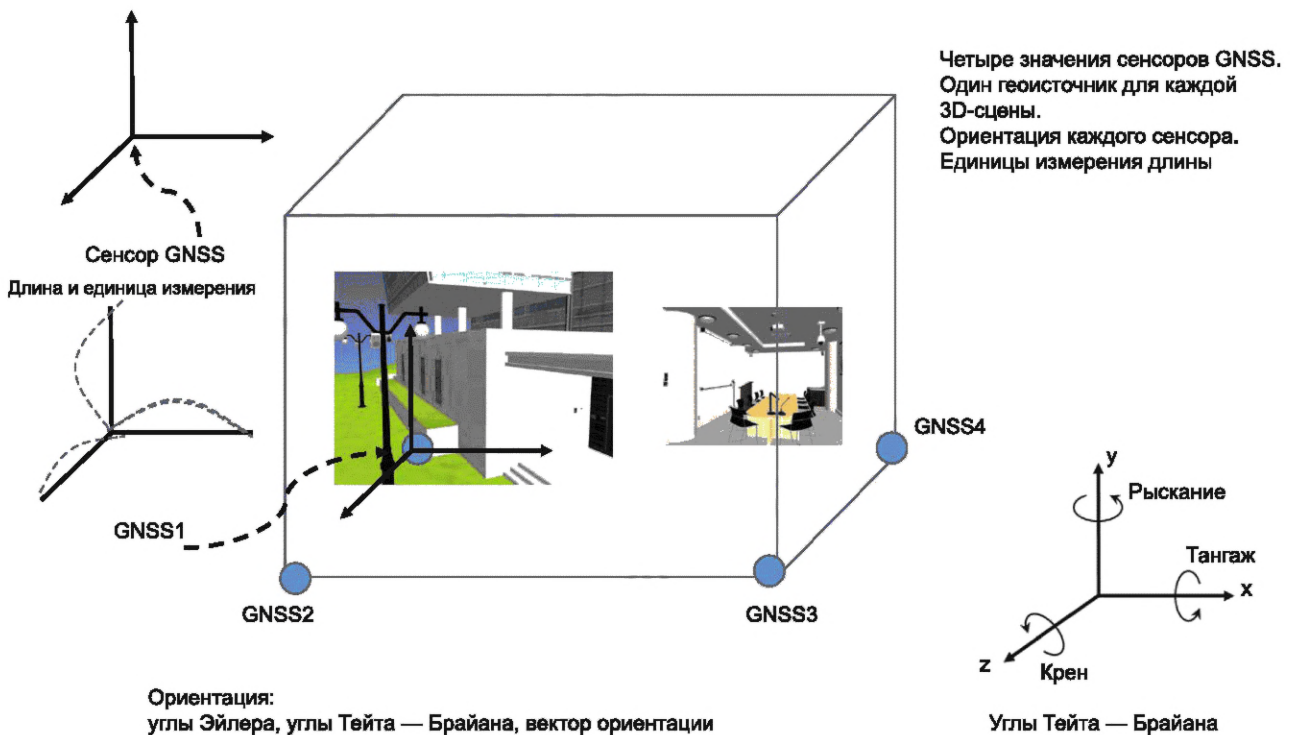 Четыре значения сенсоров GNSS.
Один геоисточник для каждой
3D-сцены.
Ориентация каждого сенсора.
Единицы измерения длины
Сенсор GNSS
Длина и единица измерения
GNSS4
GNSS1
GNSS2
GNSS3
y
Рыскание
Тангаж
x
z
Крен
Ориентация:
углы Эйлера, углы Тейта — Брайана, вектор ориентации
Углы Тейта — Брайана